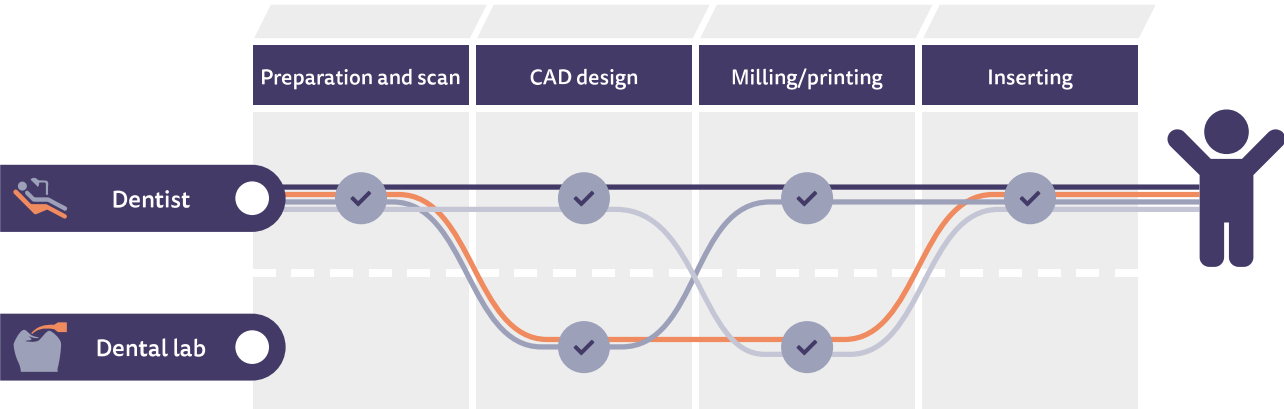 Preparation and scan
CAD design
Milling/printing
Inserting
Dentist
Dental lab